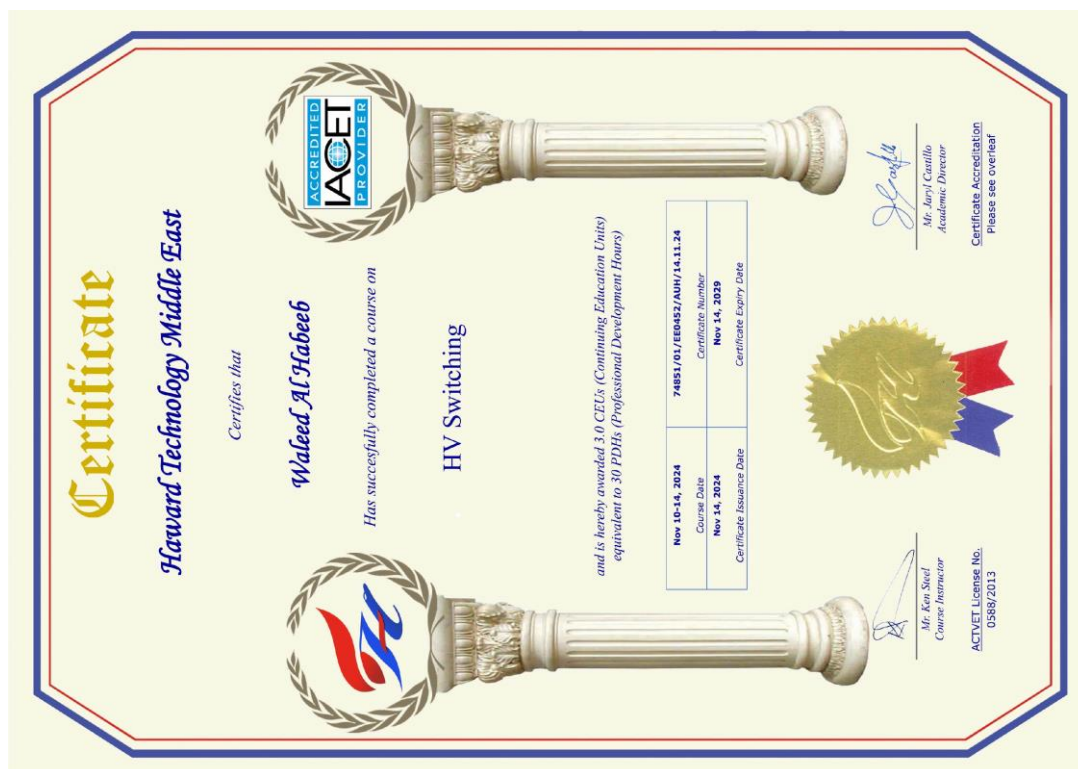 Certificate
Haward Technology Middle East
Certifies that
Waleed Al Habeeb
Has succesfully completed a course on
HV Switching
ACCREDITED
IACET
PROVIDER
and is hereby awarded 3.0 CEUs (Continuing Education Units)
equivalent to 30 PDHs (Professional Development Hours)
Nov 10-14, 2024
Course Date
74851/01/EE0452/AUH/14.11.24
Certificate Number
Nov 14, 2024
Certificate Issuance Date
Nov 14, 2029
Certificate Expiry Date
Mr. Ken Steel
Course Instructor
Mr. Jaryl Castillo
Academic Director
ACTVET License No.
0588/2013
Certificate Accreditation
Please see overleaf